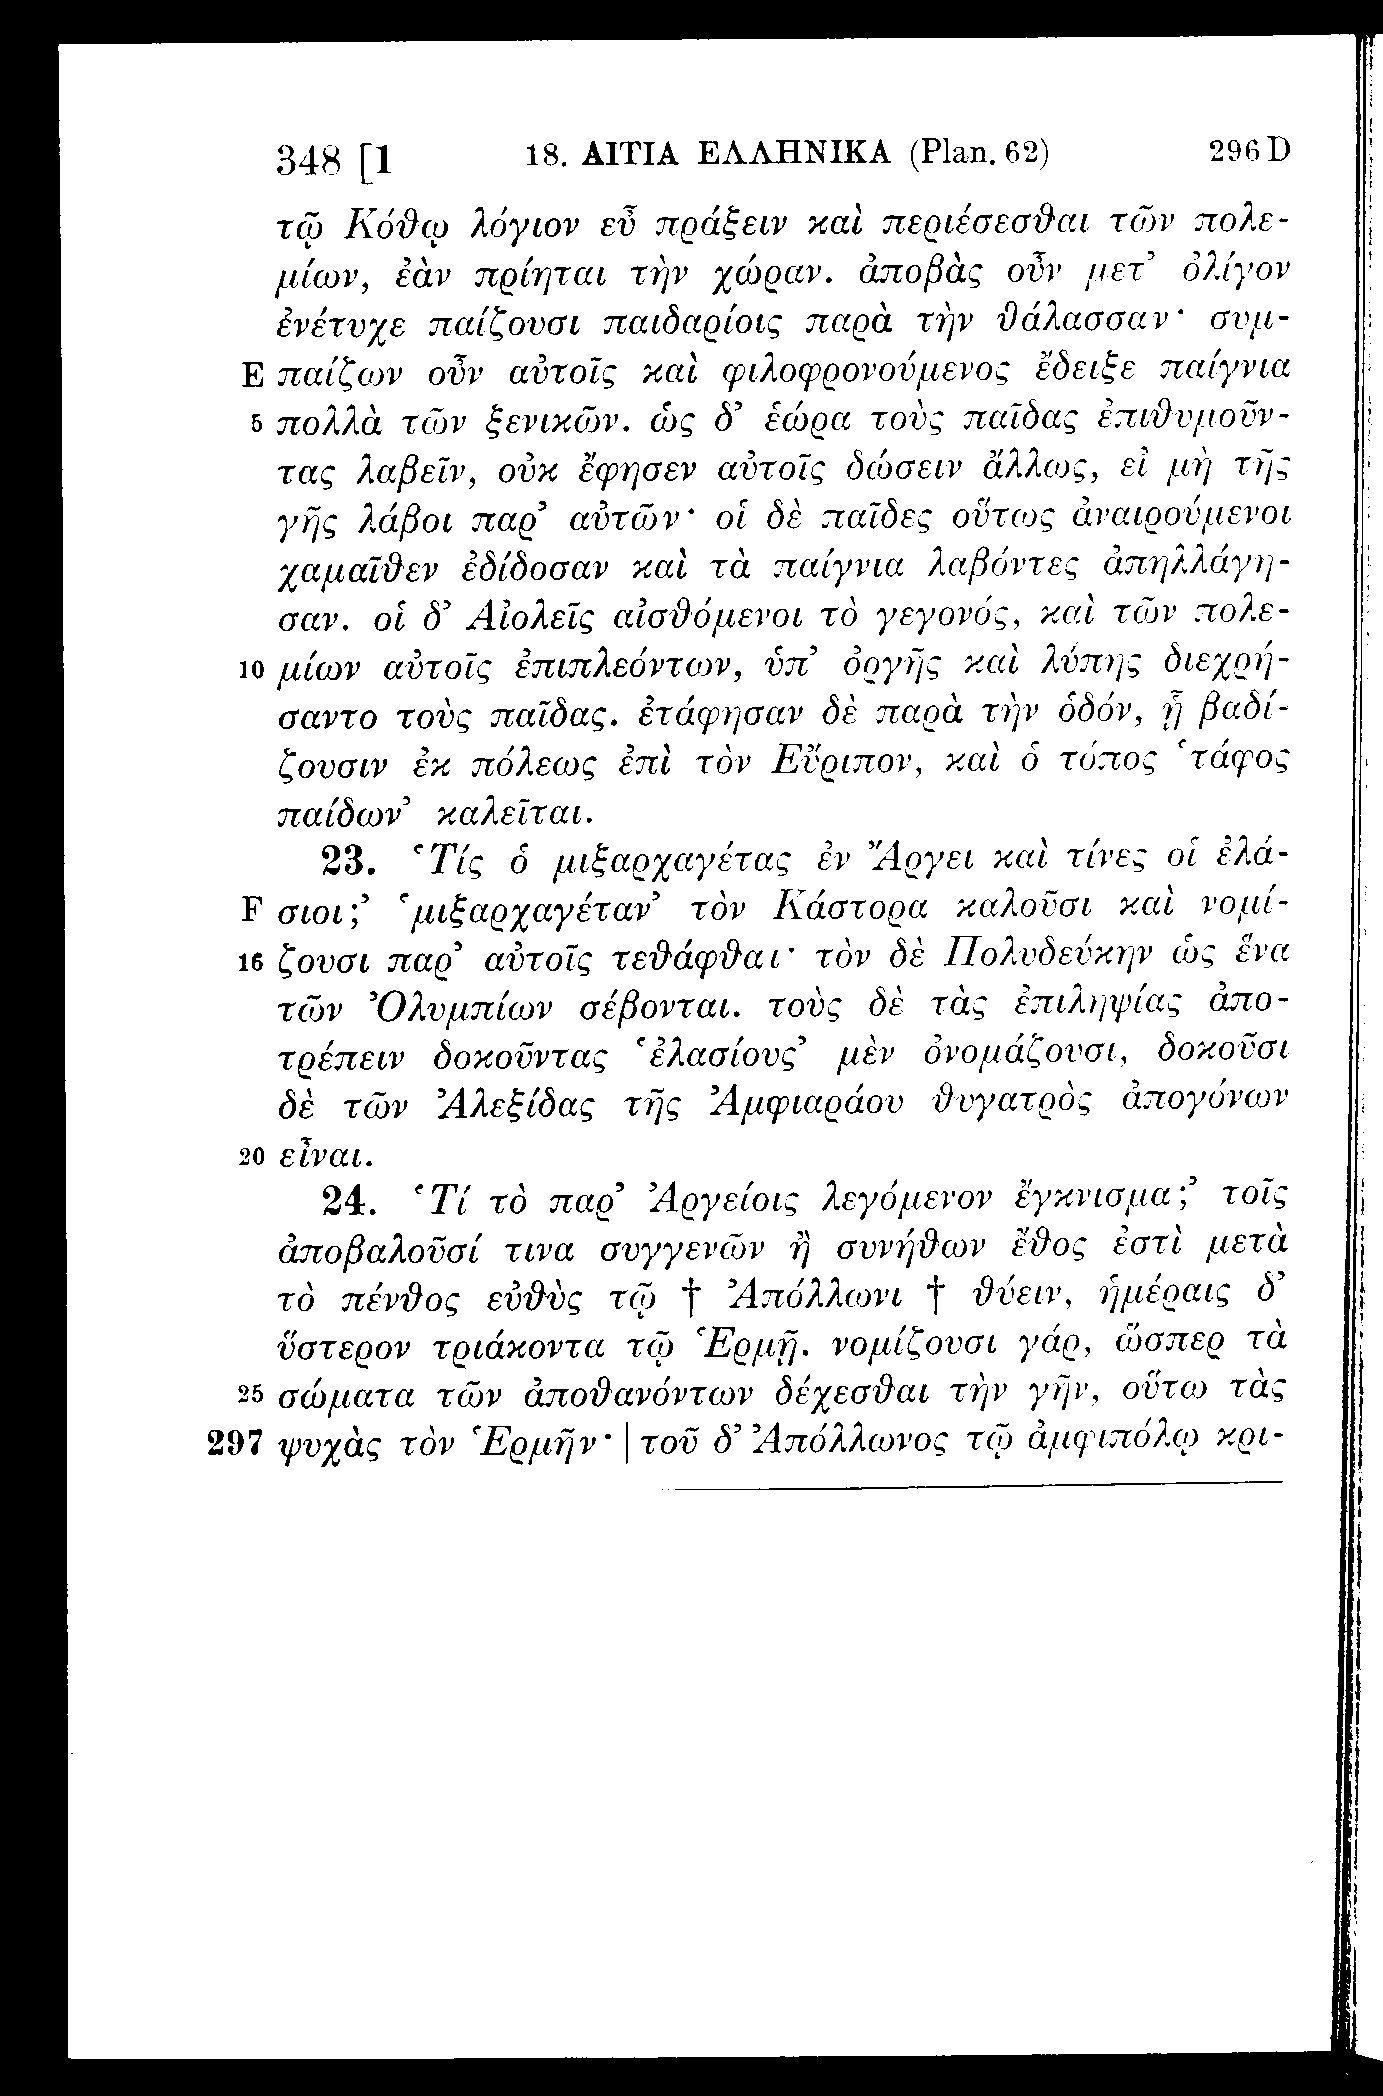 348 [1 18. ΑΙΤΙΑ ΕΛΛΗΝΙΚΑ (Plan. 62) 296 D
τῷ Κόθῳ λόγιον εὖ πράξειν καὶ περιέσεσθαι τῶν πολε-
μίων, ἐὰν πρίηται τὴν χώραν. ἀποβὰς οὖν μετ’ ὀλίγον
ἐνέτυχε παίζουσι παιδαρίοις παρὰ τὴν θάλασσαν· συμ-
E παίζων οὖν αὐτοῖς καὶ φιλοφρονούμενος ἔδειξε παίγνια
5 πολλὰ τῶν ξενικῶν. ὡς δ’ ἑώρα τοὺς παῖδας ἐπιθυμοῦν-
τας λαβεῖν, οὐκ ἔφησεν αὐτοῖς δώσειν ἄλλως, εἰ μὴ τῆς
γῆς λάβοι παρ’ αὐτῶν· οἱ δὲ παῖδες οὕτως ἀναιρούμενοι
χαμαῖθεν ἐδίδοσαν καὶ τὰ παίγνια λαβόντες ἀπηλλάγη-
σαν. οἱ δ’ Αἰολεῖς αἰσθόμενοι τὸ γεγονός, καὶ τῶν πολε-
10 μίων αὐτοῖς ἐπιπλεόντων, ὑπ’ ὀργῆς καὶ λύπης διεχρή-
σαντο τοὺς παῖδας. ἐτάφησαν δὲ παρὰ τὴν ὁδόν, ᾗ βαδί-
ζουσιν ἐκ πόλεως ἐπὶ τὸν Εὔριπον, καὶ ὁ τόπος ‘τάφος
παίδων’ καλεῖται.
23. ‘Τίς ὁ μιξαρχαγέτας ἐν Ἄργει καὶ τίνες οἱ ἐλά-
F σιοι;’ ‘μιξαρχαγέταν’ τὸν Κάστορα καλοῦσι καὶ νομί-
16 ζουσι παρ’ αὐτοῖς τεθάφθαι· τὸν δὲ Πολυδεύκην ὡς ἕνα
τῶν Ὀλυμπίων σέβονται. τοὺς δὲ τὰς ἐπιληψίας ἀπο-
τρέπειν δοκοῦντας ‘ἐλασίους’ μὲν ὀνομάζουσι, δοκοῦσι
δὲ τῶν Ἀλεξίδας τῆς Ἀμφιαράου θυγατρὸς ἀπογόνων
20 εἶναι.
24. ‘Τί τὸ παρ’ Ἀργείοις λεγόμενον ἔγκνισμα;’ τοῖς
ἀποβαλοῦσί τινα συγγενῶν ἢ συνήθων ἔθος ἐστὶ μετὰ
τὸ πένθος εὐθὺς τῷ † Ἀπόλλωνι † θύειν, ἡμέραις δ’
ὕστερον τριάκοντα τῷ Ἑρμῇ. νομίζουσι γάρ, ὥσπερ τὰ
25 σώματα τῶν ἀποθανόντων δέχεσθαι τὴν γῆν, οὕτω τὰς
297 ψυχὰς τὸν Ἑρμῆν· | τοῦ δ’ Ἀπόλλωνος τῷ ἀμφιπόλῳ κρι-